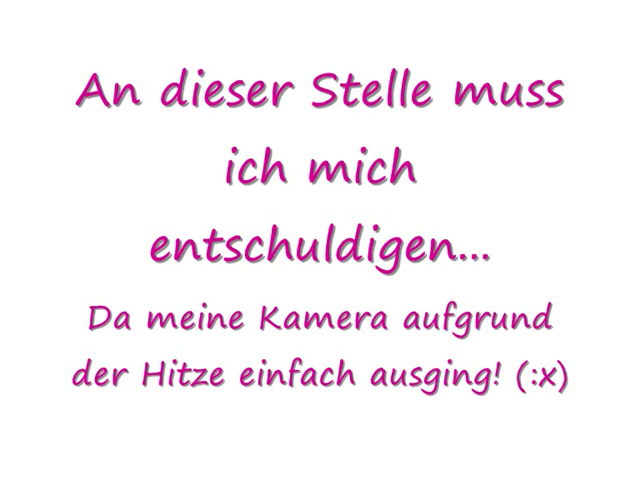 An dieser Stelle muss
ich mich
entschuldigen...
Da meine Kamera aufgrund
der Hitze einfach ausging! (:x)